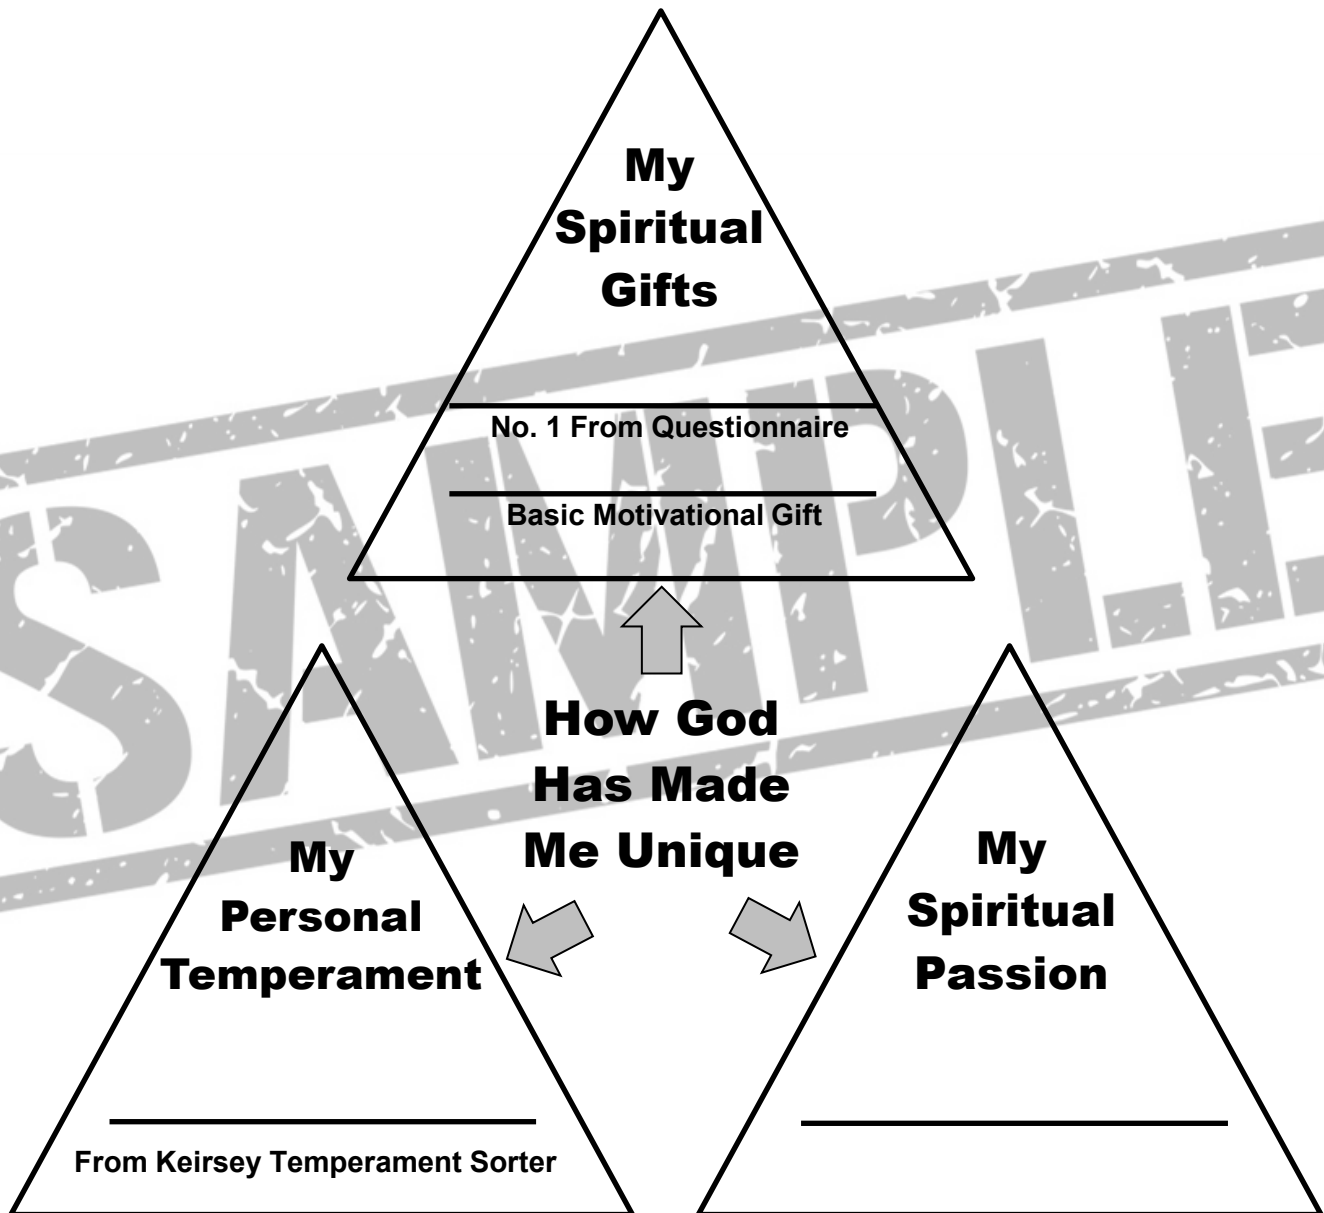 My
Spiritual
Gifts
No. 1 From Questionnaire
Basic Motivational Gift
SAMPLE
How God
Has Made
Me Unique
My
Personal
Temperament
From Keirsey Temperament Sorter
My
Spiritual
Passion